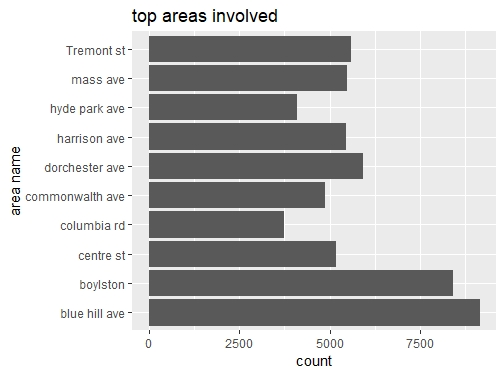 top areas involved
Tremont st
mass ave
hyde park ave
harrison ave
dorchester ave
commonwalth ave
columbia rd
centre st
boylston
blue hill ave
area name
0 2500 5000 7500
count